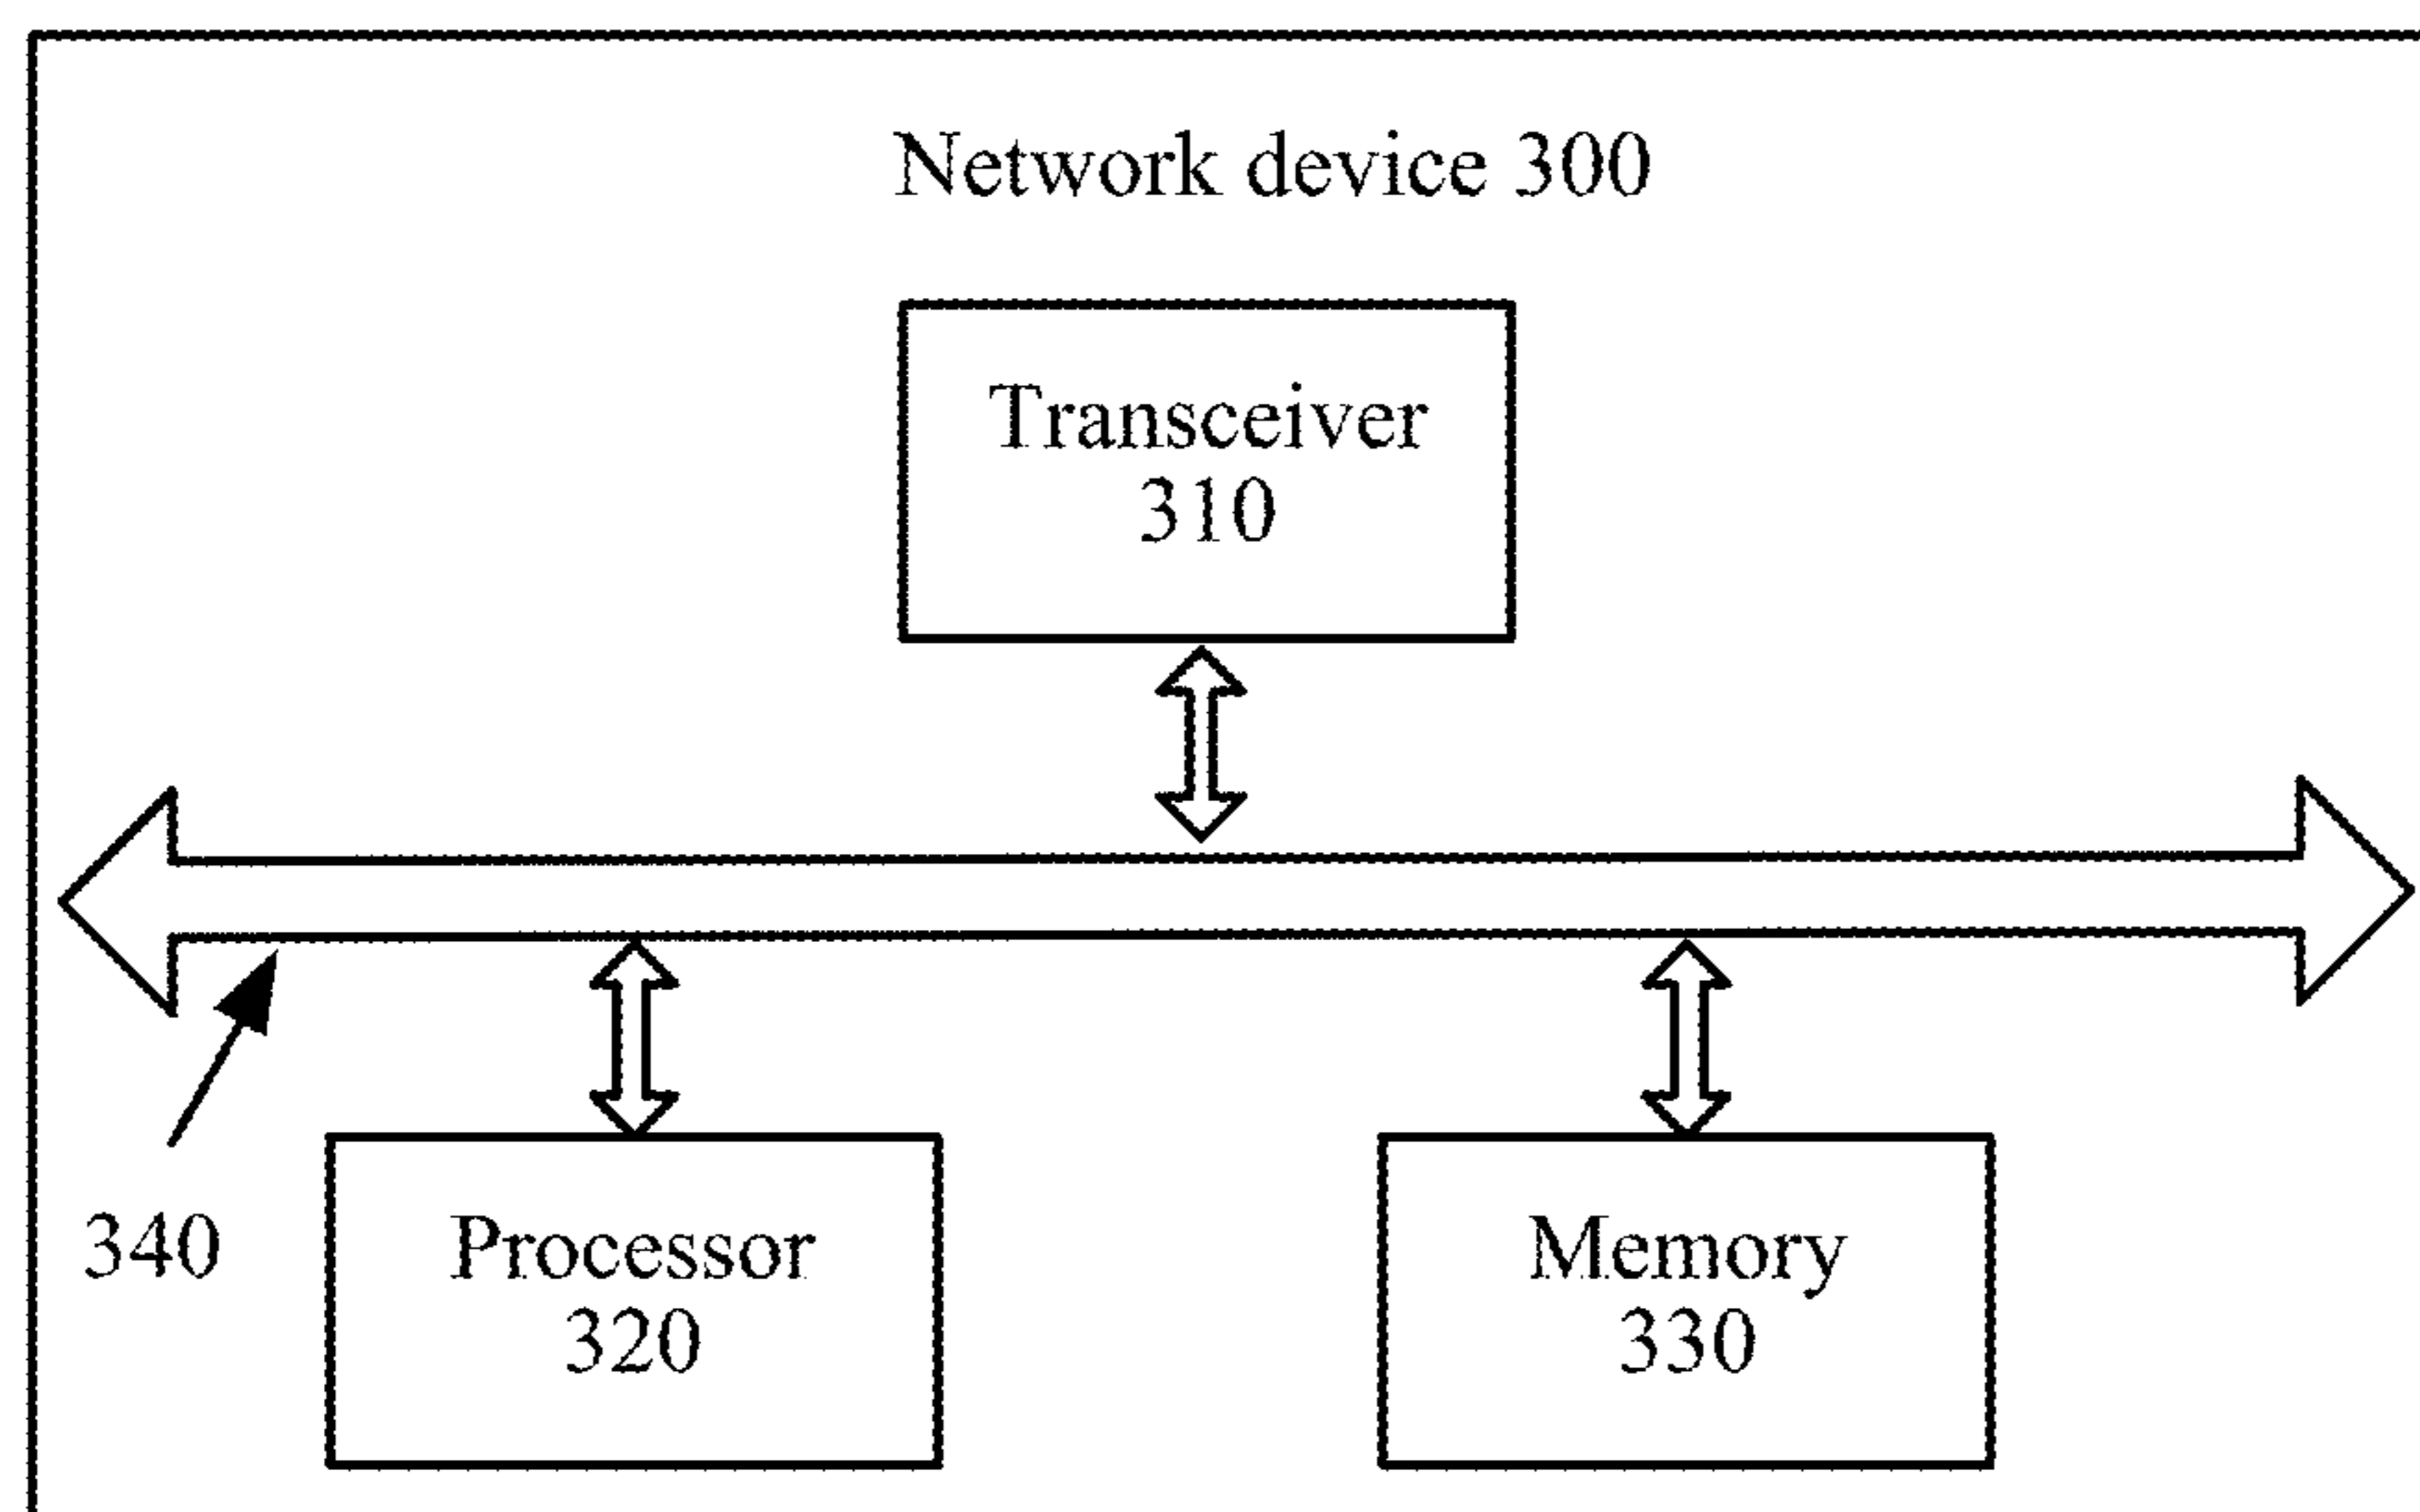 Network device 300
Transceiver
310
340
Processor
320
Memory
330